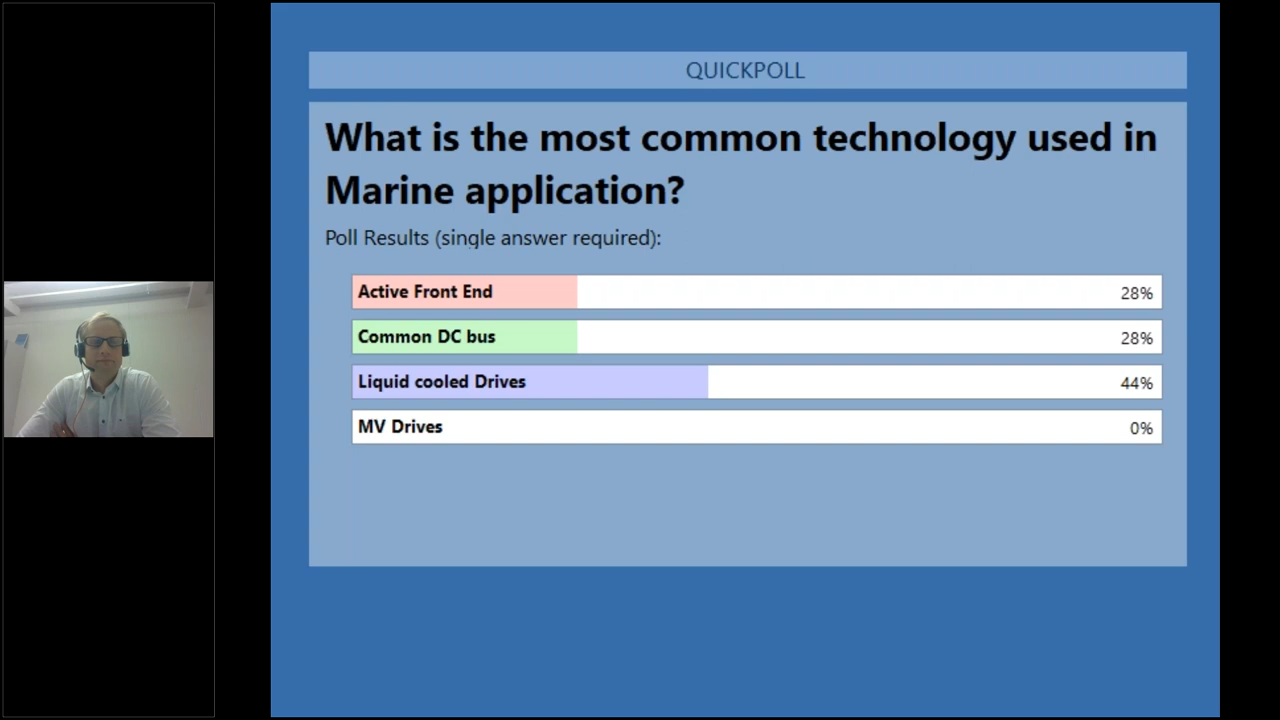 QUICKPOLL
What is the most common technology used in
Marine application?
Poll Results (single answer required):
Active Front End 28%
Common DC bus 28%
Liquid cooled Drives 44%
MV Drives 0%